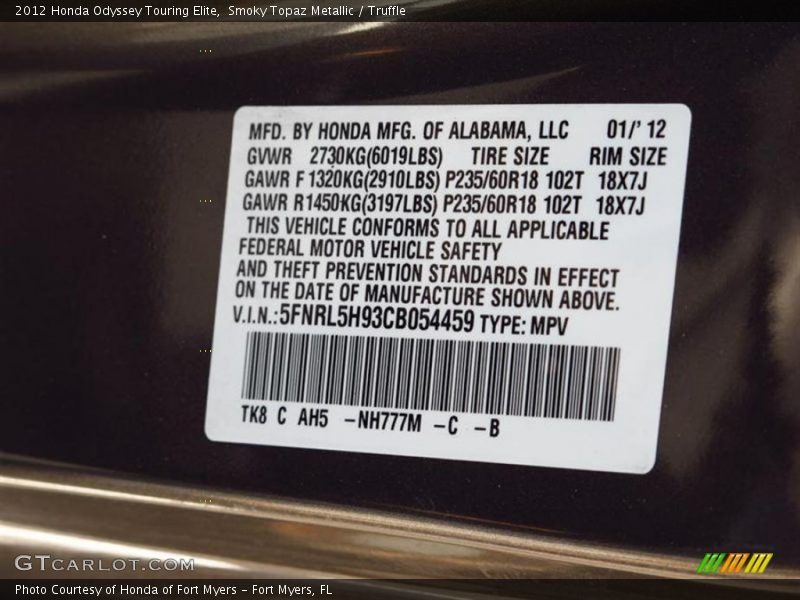 2012 Honda Odyssey Touring Elite, Smoky Topaz Metallic / Truffle
MFD. BY HONDA MFG. OF ALABAMA, LLC 01/' 12
GVWR 2730KG(6019LBS) TIRE SIZE RIM SIZE
GAWR F 1320KG(2910LBS) P235/60R18 102T 18X7J
GAWR R1450KG(3197LBS) P235/60R18 102T 18X7J
THIS VEHICLE CONFORMS TO ALL APPLICABLE
FEDERAL MOTOR VEHICLE SAFETY
AND THEFT PREVENTION STANDARDS IN EFFECT
ON THE DATE OF MANUFACTURE SHOWN ABOVE.
V.I.N.:5FNRL5H93CB054459 TYPE: MPV
TK8 C AH5 -NH777M -C -B
GTCARLOT.COM
Photo Courtesy of Honda of Fort Myers - Fort Myers, FL